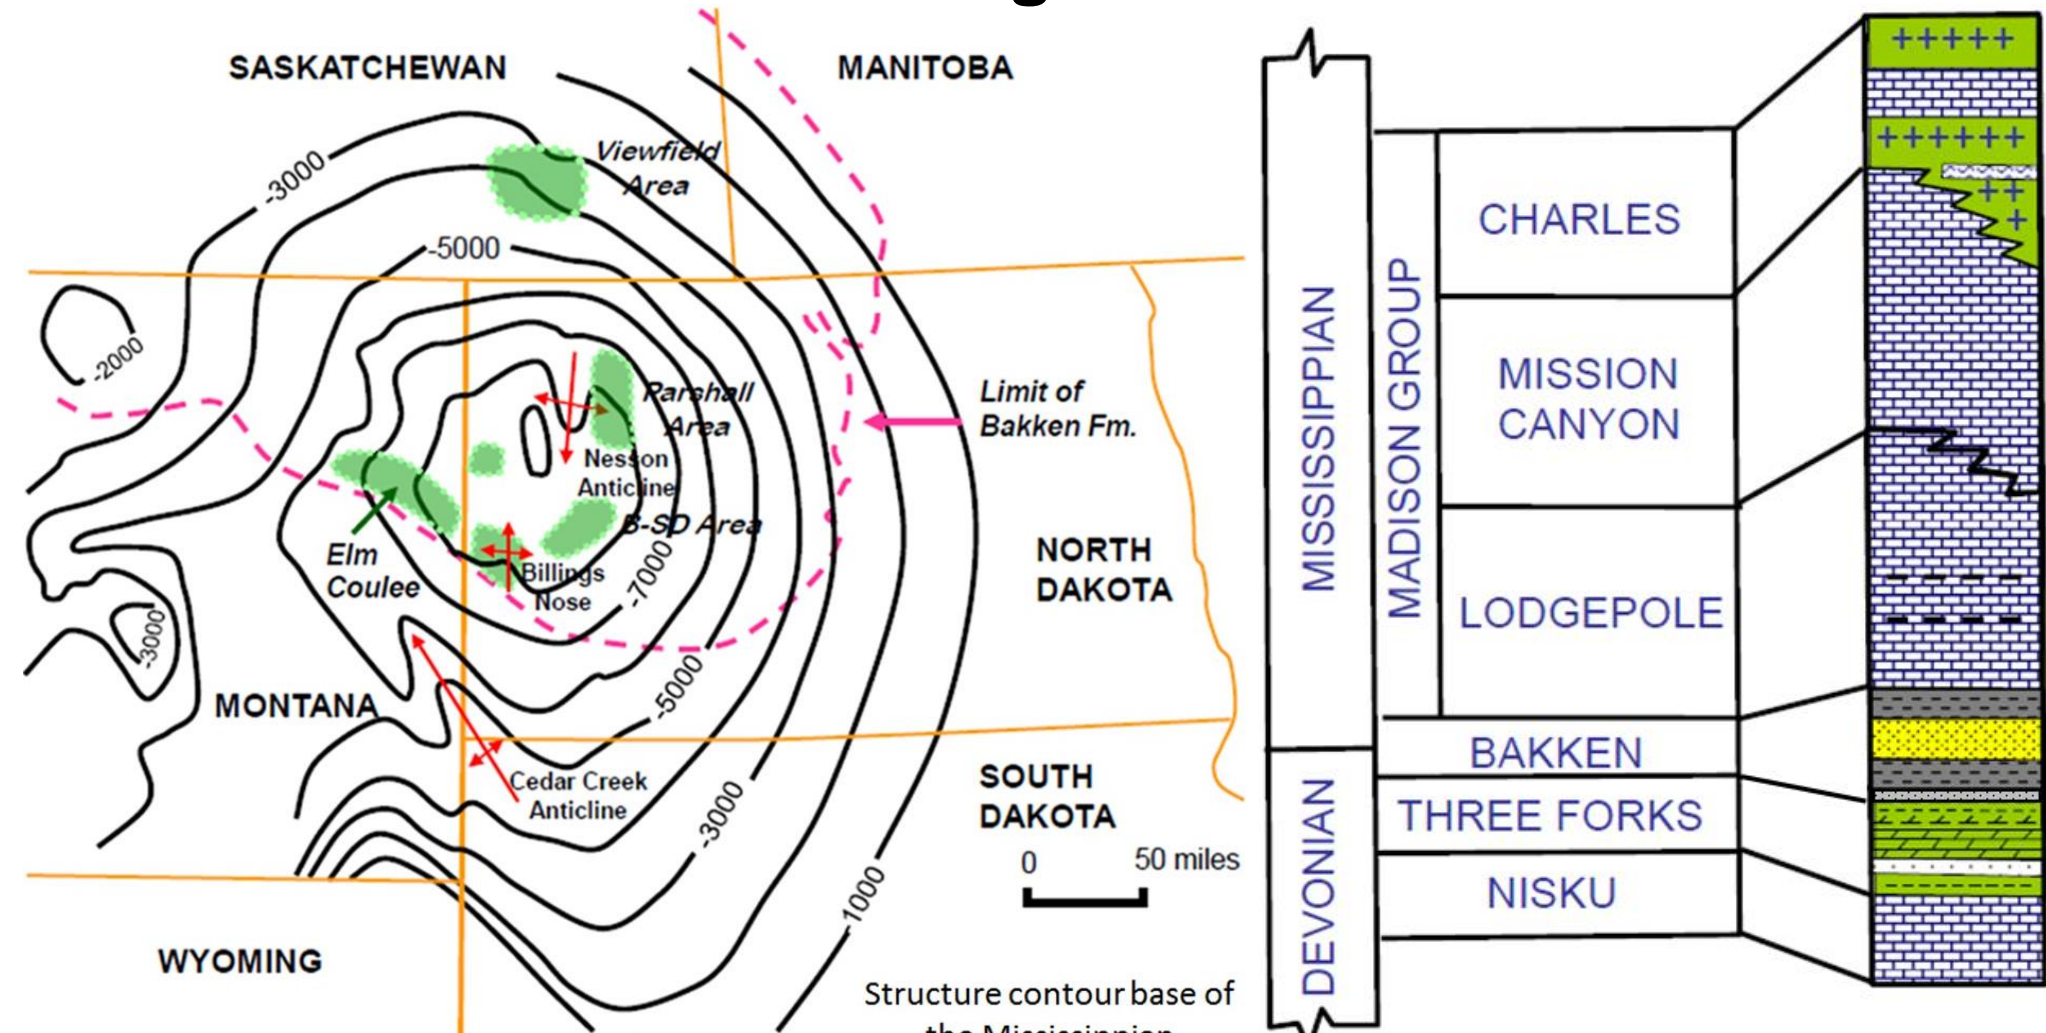 SASKATCHEWAN
MANITOBA
-3000
Viewfield
Area
-5000
-2000
Parshall
Area
Limit of
Bakken Fm.
Nesson
Anticline
B-SD Area
Elm
Coulee
Billings
Nose
-7000
NORTH
DAKOTA
-3000
-5000
MONTANA
Cedar Creek
Anticline
SOUTH
DAKOTA
-3000
0 50 miles
-1000
WYOMING
Structure contour base of
the Mississippian
MISSISSIPPIAN
DEVONIAN
MADISON GROUP
CHARLES
MISSION
CANYON
LODGEPOLE
BAKKEN
THREE FORKS
NISKU
+++++
++++++
++
+